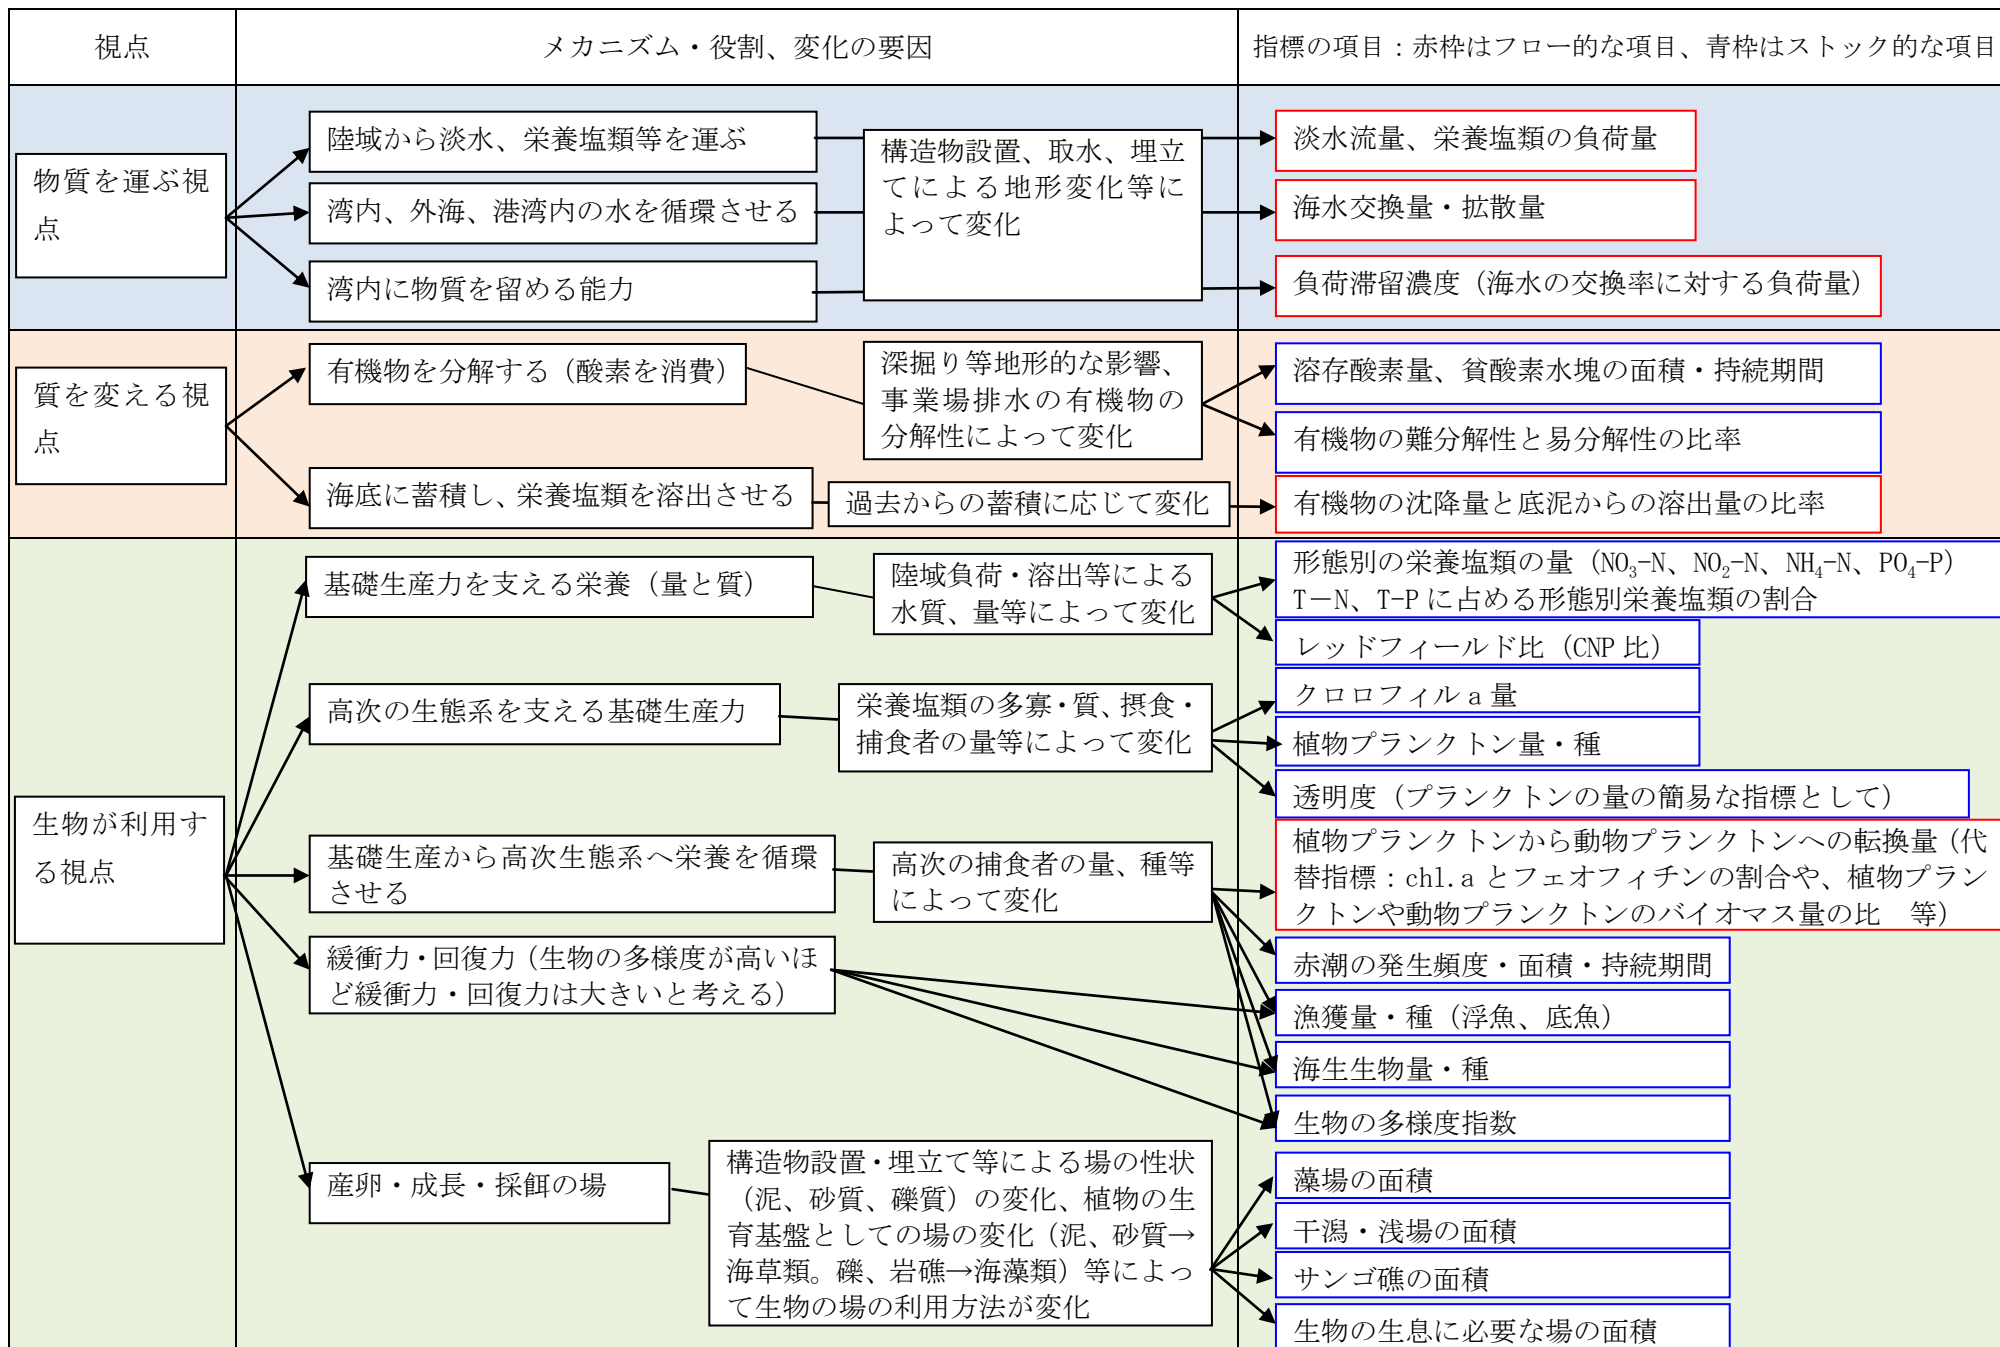 視点
メカニズム・役割、変化の要因
指標の項目：赤枠はフロー的な項目、青枠はストック的な項目
物質を運ぶ視
点
陸域から淡水、栄養塩類等を運ぶ
湾内、外海、港湾内の水を循環させる
湾内に物質を留める能力
構造物設置、取水、埋立
てによる地形変化等に
よって変化
淡水流量、栄養塩類の負荷量
海水交換量・拡散量
負荷滞留濃度（海水の交換率に対する負荷量）
質を変える視
点
有機物を分解する（酸素を消費）
深掘り等地形的な影響、
事業場排水の有機物の
分解性によって変化
溶存酸素量、貧酸素水塊の面積・持続期間
有機物の難分解性と易分解性の比率
海底に蓄積し、栄養塩類を溶出させる
過去からの蓄積に応じて変化
有機物の沈降量と底泥からの溶出量の比率
生物が利用す
る視点
基礎生産力を支える栄養（量と質）
陸域負荷・溶出等による
水質、量等によって変化
形態別の栄養塩類の量（NO₃-N、NO₂-N、NH₄-N、PO₄-P）
T－N、T-P に占める形態別栄養塩類の割合
レッドフィールド比（CNP 比）
高次の生態系を支える基礎生産力
栄養塩類の多寡・質、摂食・
捕食者の量等によって変化
クロロフィル a 量
植物プランクトン量・種
透明度（プランクトンの量の簡易な指標として）
基礎生産から高次生態系へ栄養を循環
させる
高次の捕食者の量、種等
によって変化
植物プランクトンから動物プランクトンへの転換量（代
替指標：chl.a とフェオフィチンの割合や、植物プラン
クトンや動物プランクトンのバイオマス量の比　等）
緩衝力・回復力（生物の多様度が高いほ
ど緩衝力・回復力は大きいと考える）
赤潮の発生頻度・面積・持続期間
漁獲量・種（浮魚、底魚）
海生生物量・種
生物の多様度指数
産卵・成長・採餌の場
構造物設置・埋立て等による場の性状
（泥、砂質、礫質）の変化、植物の生
育基盤としての場の変化（泥、砂質→
海草類。礫、岩礁→海藻類）等によっ
て生物の場の利用方法が変化
藻場の面積
干潟・浅場の面積
サンゴ礁の面積
生物の生息に必要な場の面積